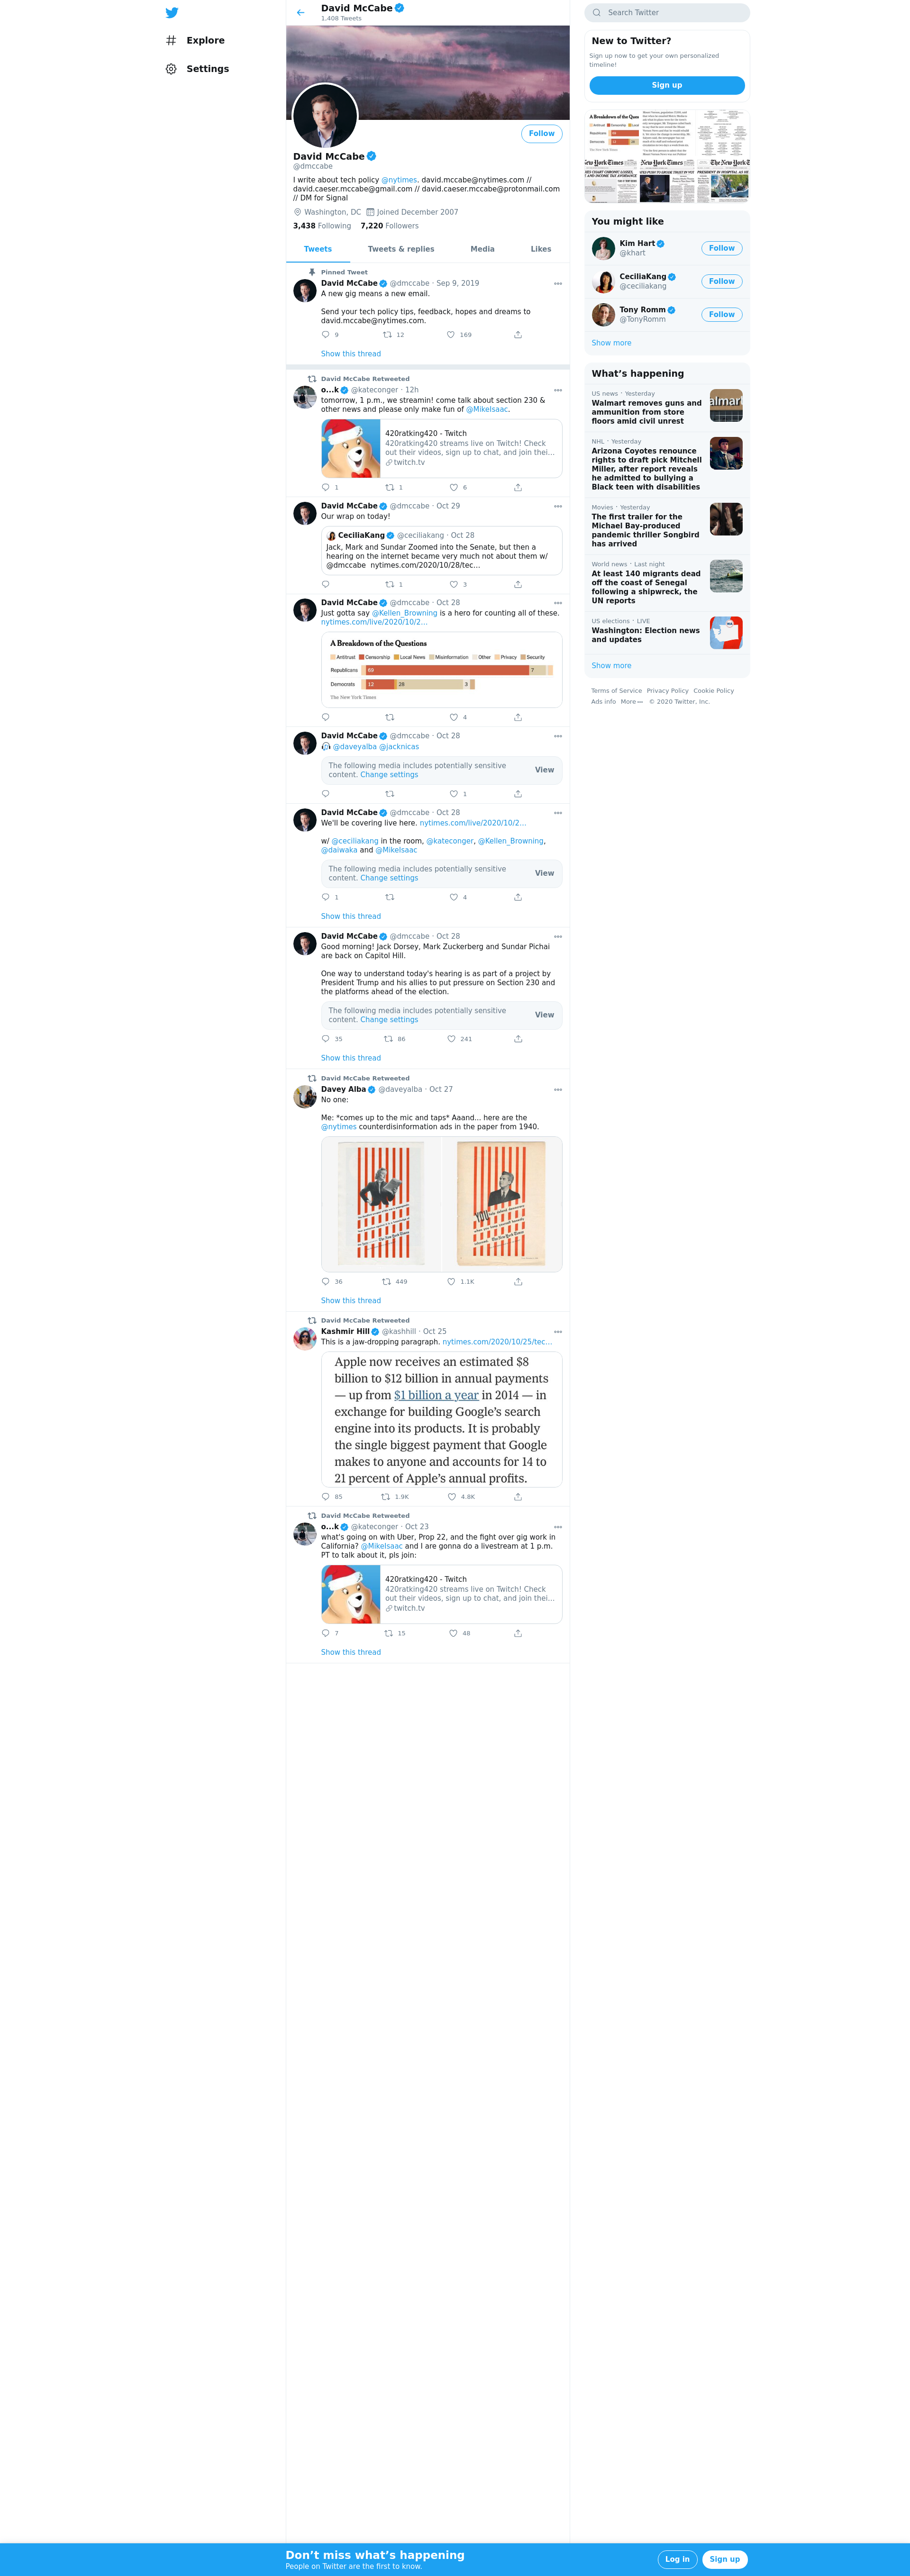 Explore
Settings
David McCabe
1,408 Tweets
Follow
David McCabe
@dmccabe
I write about tech policy @nytimes. david.mccabe@nytimes.com //
david.caeser.mccabe@gmail.com // david.caesar.mccabe@protonmail.com
// DM for Signal
Washington, DC Joined December 2007
3,438 Following 7,220 Followers
Tweets Tweets & replies Media Likes
Pinned Tweet
David McCabe @dmccabe · Sep 9, 2019
A new gig means a new email.
Send your tech policy tips, feedback, hopes and dreams to
david.mccabe@nytimes.com.
9 12 169
Show this thread
David McCabe Retweeted
o...k @kateconger · 12h
tomorrow, 1 p.m., we streamin! come talk about section 230 &
other news and please only make fun of @MikeIsaac.
420ratking420 - Twitch
420ratking420 streams live on Twitch! Check
out their videos, sign up to chat, and join thei...
twitch.tv
1 1 6
David McCabe @dmccabe · Oct 29
Our wrap on today!
CeciliaKang @ceciliakang · Oct 28
Jack, Mark and Sundar Zoomed into the Senate, but then a
hearing on the internet became very much not about them w/
@dmccabe nytimes.com/2020/10/28/tec...
1 3
David McCabe @dmccabe · Oct 28
Just gotta say @Kellen_Browning is a hero for counting all of these.
nytimes.com/live/2020/10/2...
A Breakdown of the Questions
Antitrust Censorship Local News Misinformation Other Privacy Security
Republicans 69 7
Democrats 12 28 3
The New York Times
4
David McCabe @dmccabe · Oct 28
@daveyalba @jacknicas
The following media includes potentially sensitive
content. Change settings
View
1
David McCabe @dmccabe · Oct 28
We'll be covering live here. nytimes.com/live/2020/10/2...
w/ @ceciliakang in the room, @kateconger, @Kellen_Browning,
@daiwaka and @MikeIsaac
The following media includes potentially sensitive
content. Change settings
View
1 4
Show this thread
David McCabe @dmccabe · Oct 28
Good morning! Jack Dorsey, Mark Zuckerberg and Sundar Pichai
are back on Capitol Hill.
One way to understand today's hearing is as part of a project by
President Trump and his allies to put pressure on Section 230 and
the platforms ahead of the election.
The following media includes potentially sensitive
content. Change settings
View
35 86 241
Show this thread
David McCabe Retweeted
Davey Alba @daveyalba · Oct 27
No one:
Me: *comes up to the mic and taps* Aaand... here are the
@nytimes counterdisinformation ads in the paper from 1940.
YOU
The New York Times
36 449 1.1K
Show this thread
David McCabe Retweeted
Kashmir Hill @kashhill · Oct 25
This is a jaw-dropping paragraph. nytimes.com/2020/10/25/tec...
Apple now receives an estimated $8
billion to $12 billion in annual payments
— up from $1 billion a year in 2014 — in
exchange for building Google’s search
engine into its products. It is probably
the single biggest payment that Google
makes to anyone and accounts for 14 to
21 percent of Apple’s annual profits.
85 1.9K 4.8K
David McCabe Retweeted
o...k @kateconger · Oct 23
what's going on with Uber, Prop 22, and the fight over gig work in
California? @MikeIsaac and I are gonna do a livestream at 1 p.m.
PT to talk about it, pls join:
420ratking420 - Twitch
420ratking420 streams live on Twitch! Check
out their videos, sign up to chat, and join thei...
twitch.tv
7 15 48
Show this thread
Search Twitter
New to Twitter?
Sign up now to get your own personalized
timeline!
Sign up
A Breakdown of the Ques
New York Times
New York Times
The New York T
You might like
Kim Hart
@khart
Follow
CeciliaKang
@ceciliakang
Follow
Tony Romm
@TonyRomm
Follow
Show more
What’s happening
US news · Yesterday
Walmart removes guns and
ammunition from store
floors amid civil unrest
almar
NHL · Yesterday
Arizona Coyotes renounce
rights to draft pick Mitchell
Miller, after report reveals
he admitted to bullying a
Black teen with disabilities
Movies · Yesterday
The first trailer for the
Michael Bay-produced
pandemic thriller Songbird
has arrived
World news · Last night
At least 140 migrants dead
off the coast of Senegal
following a shipwreck, the
UN reports
US elections · LIVE
Washington: Election news
and updates
Show more
Terms of Service Privacy Policy Cookie Policy
Ads info More © 2020 Twitter, Inc.
Don’t miss what’s happening
People on Twitter are the first to know.
Log in Sign up